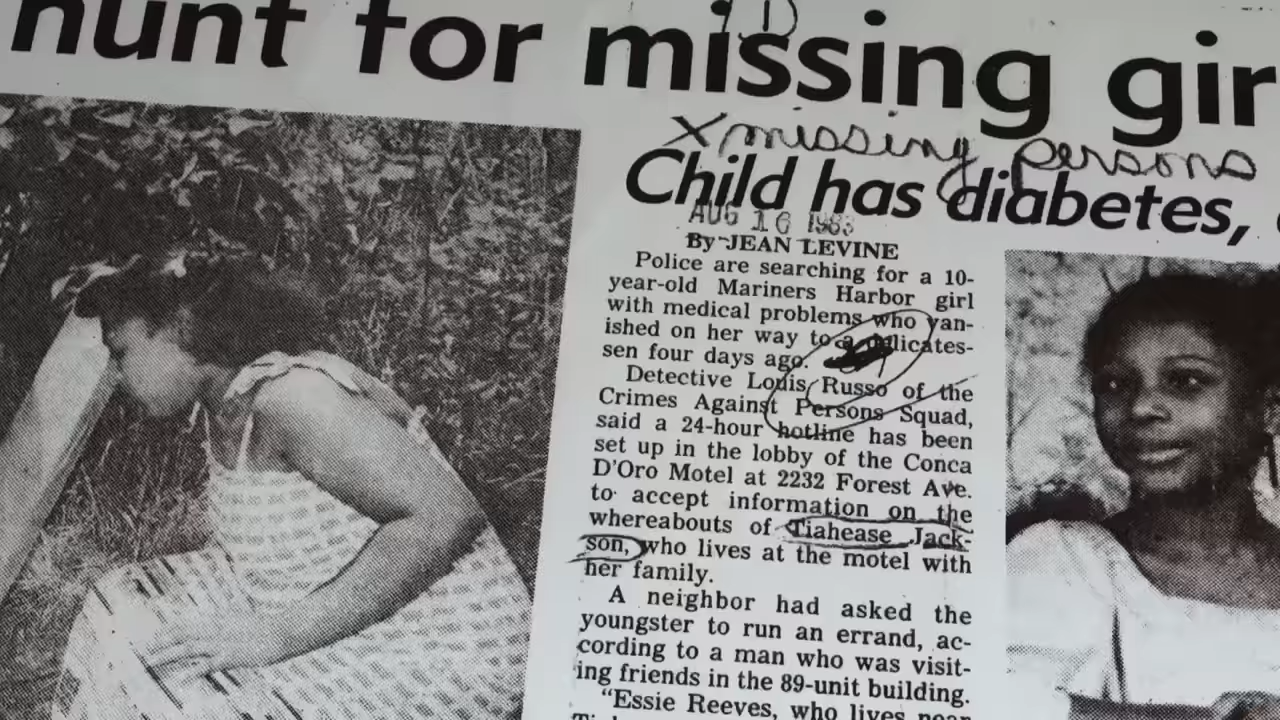 hunt for missing gir
X missing persons
Child has diabetes,
AUG 16 1983
By JEAN LEVINE
Police are searching for a 10-
year-old Mariners Harbor girl
with medical problems who van-
ished on her way to a delicates-
sen four days ago.
Detective Louis Russo of the
Crimes Against Persons Squad,
said a 24-hour hotline has been
set up in the lobby of the Conca
D'Oro Motel at 2232 Forest Ave.
to accept information on the
whereabouts of Tiahease Jack-
son, who lives at the motel with
her family.
A neighbor had asked the
youngster to run an errand, ac-
cording to a man who was visit-
ing friends in the 89-unit building.
"Essie Reeves, who lives near